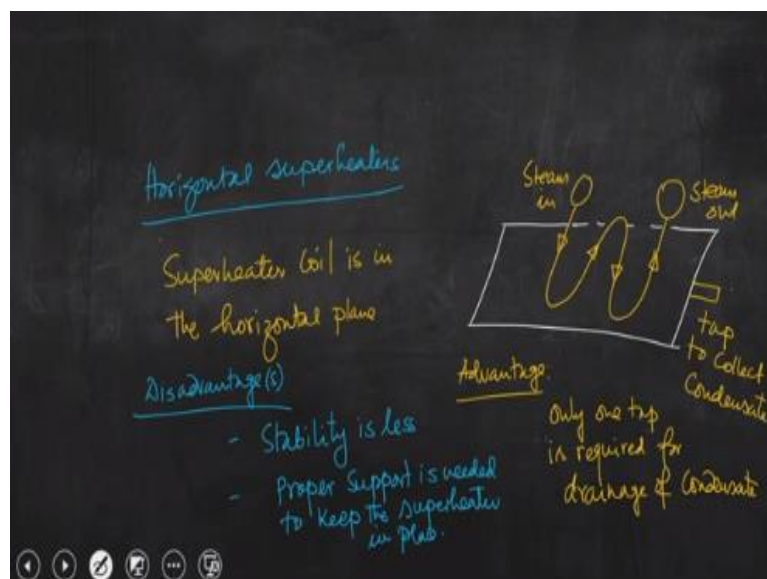 Horizontal superheaters
Superheater Coil is in
the horizontal plane
Disadvantage(s)
- Stability is less
- Proper Support is needed
to keep the superheater
in place.
Steam
in
Steam
out
tap
to Collect
Condensate
Advantage.
Only one tap
is required for
drainage of Condensate